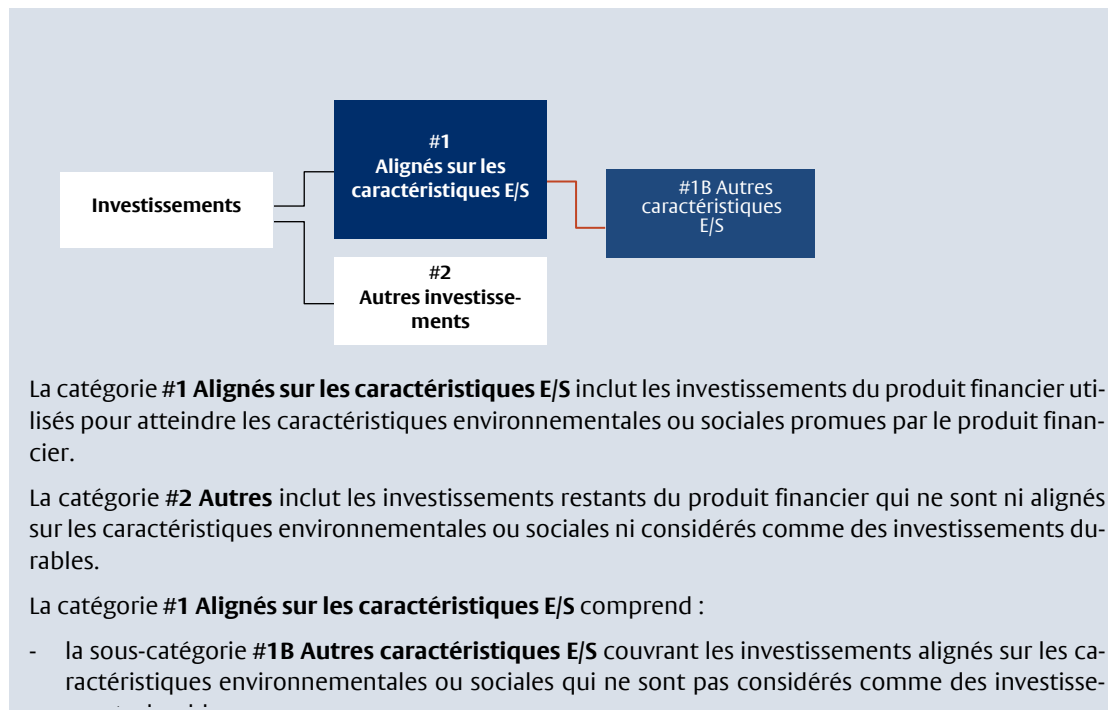 #1
Alignés sur les
caractéristiques E/S
Investissements
#1B Autres
caractéristiques
E/S
#2
Autres investisse-
ments
La catégorie #1 Alignés sur les caractéristiques E/S inclut les investissements du produit financier uti-
lisés pour atteindre les caractéristiques environnementales ou sociales promues par le produit finan-
cier.
La catégorie #2 Autres inclut les investissements restants du produit financier qui ne sont ni alignés
sur les caractéristiques environnementales ou sociales ni considérés comme des investissements du-
rables.
La catégorie #1 Alignés sur les caractéristiques E/S comprend :
- la sous-catégorie #1B Autres caractéristiques E/S couvrant les investissements alignés sur les ca-
ractéristiques environnementales ou sociales qui ne sont pas considérés comme des investisse-